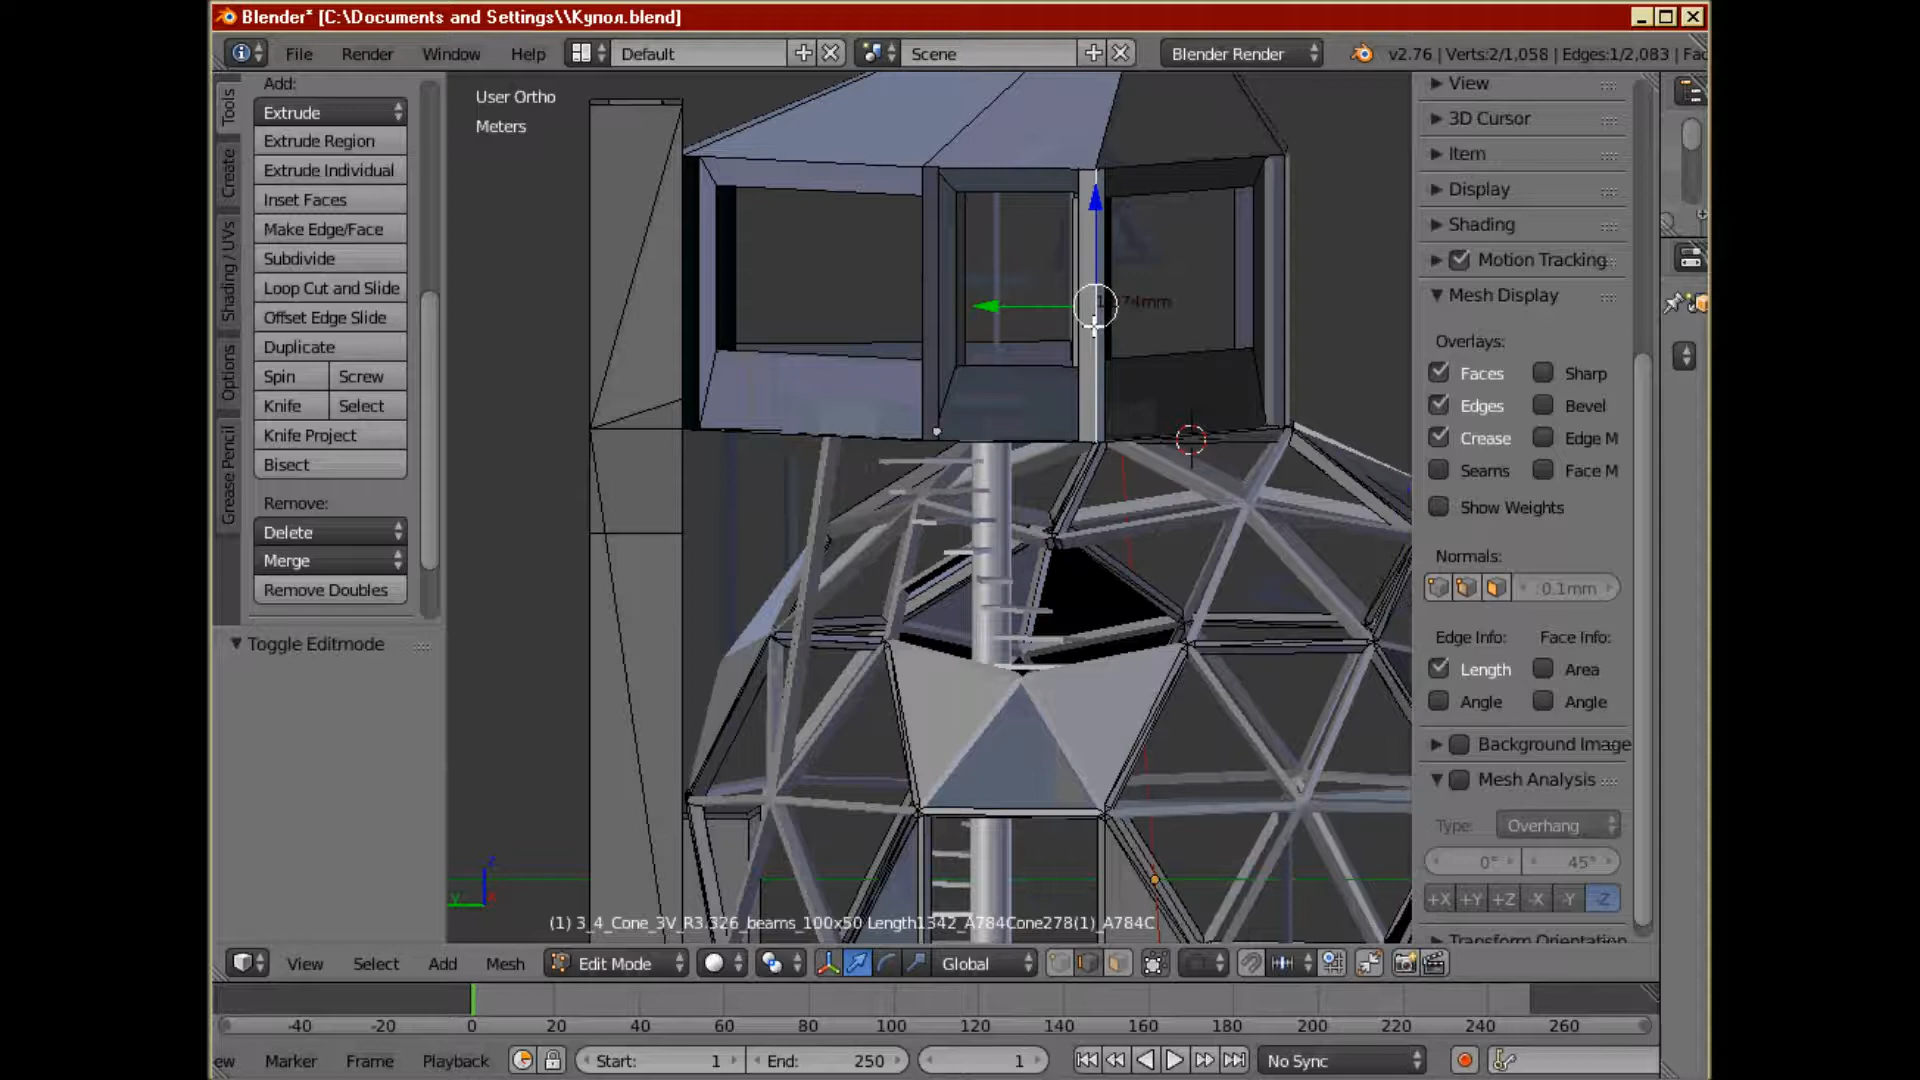 Blender* [C:\Documents and Settings\\Купол.blend]
File Render Window Help Default Scene Blender Render v2.76 | Verts:2/1,058 | Edges:1/2,083 | Fac
Add:
Extrude
Extrude Region
Extrude Individual
Inset Faces
Make Edge/Face
Subdivide
Loop Cut and Slide
Offset Edge Slide
Duplicate
Spin Screw
Knife Select
Knife Project
Bisect
Remove:
Delete
Merge
Remove Doubles
Toggle Editmode
Tools
Create
Shading / UVs
Options
Grease Pencil
User Ortho
Meters
(1) 3_4_Cone_3V_R3.326_beams_100x50 Length1342_A784Cone278(1)_A784C
View
3D Cursor
Item
Display
Shading
Motion Tracking
Mesh Display
Overlays:
Faces Sharp
Edges Bevel
Crease Edge M
Seams Face M
Show Weights
Normals:
0.1mm
Edge Info: Face Info:
Length Area
Angle Angle
Background Image
Mesh Analysis
Type: Overhang
0° 45°
+X +Y +Z -X -Y -Z
Transform Orientation
View Select Add Mesh Edit Mode Global
-40 -20 0 20 40 60 80 100 120 140 160 180 200 220 240 260
ew Marker Frame Playback Start: 1 End: 250 1 No Sync